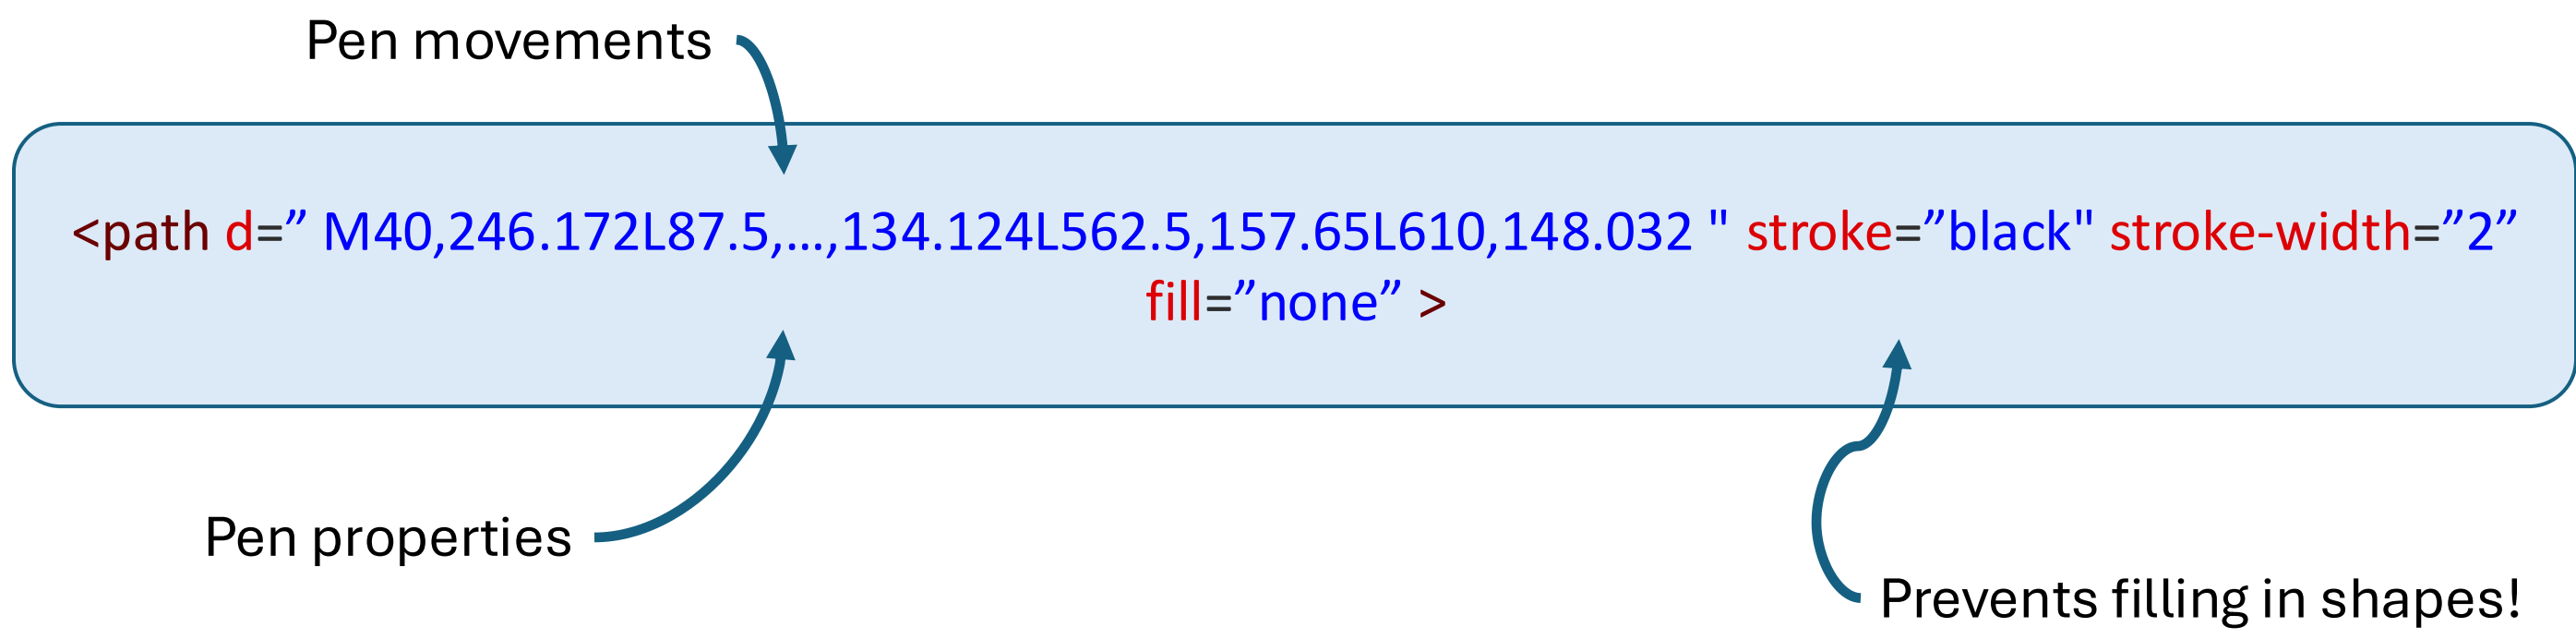 Pen movements
<path d=” M40,246.172L87.5,...,134.124L562.5,157.65L610,148.032 " stroke=”black" stroke-width=”2”
fill=”none” >
Pen properties
Prevents filling in shapes!